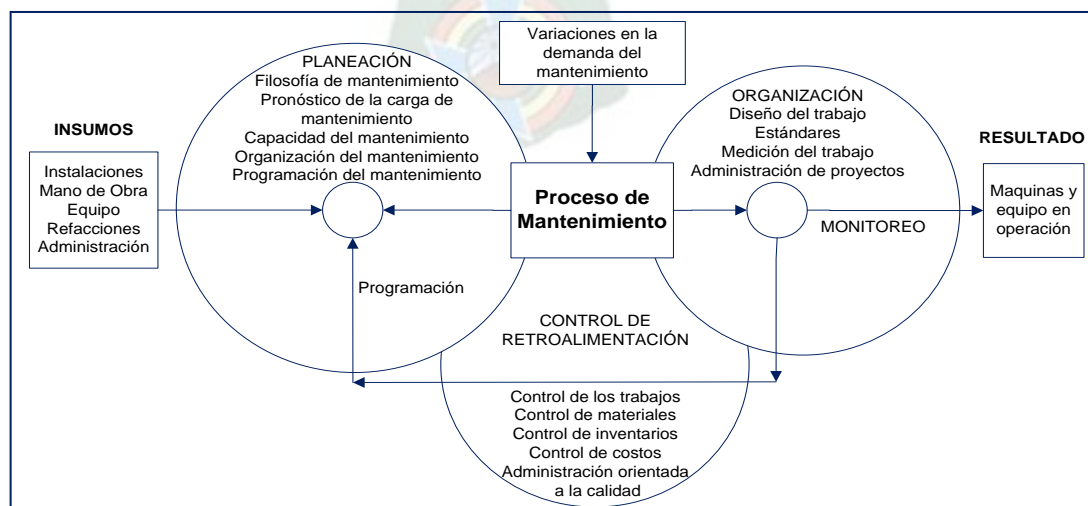 INSUMOS
Instalaciones
Mano de Obra
Equipo
Refacciones
Administración
PLANEACIÓN
Filosofía de mantenimiento
Pronóstico de la carga de
mantenimiento
Capacidad del mantenimiento
Organización del mantenimiento
Programación del mantenimiento
Programación
Variaciones en la
demanda del
mantenimiento
Proceso de
Mantenimiento
ORGANIZACIÓN
Diseño del trabajo
Estándares
Medición del trabajo
Administración de proyectos
MONITOREO
RESULTADO
Maquinas y
equipo en
operación
CONTROL DE
RETROALIMENTACIÓN
Control de los trabajos
Control de materiales
Control de inventarios
Control de costos
Administración orientada
a la calidad